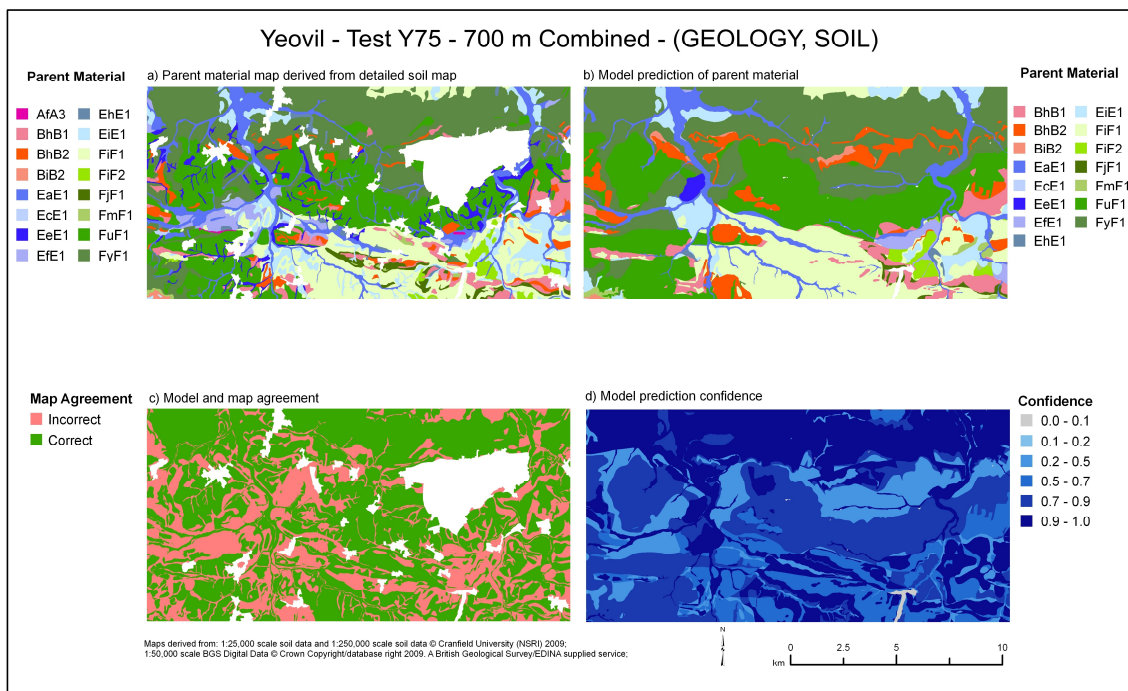 Yeovil - Test Y75 - 700 m Combined - (GEOLOGY, SOIL)
Parent Material
a) Parent material map derived from detailed soil map
b) Model prediction of parent material
Parent Material
AfA3 EhE1
BhB1 EiE1
BhB2 FiF1
BiB2 FiF2
EaE1 FjF1
EcE1 FmF1
EeE1 FuF1
EfE1 FyF1
BhB1 EiE1
BhB2 FiF1
BiB2 FiF2
EaE1 FjF1
EcE1 FmF1
EeE1 FuF1
EfE1 FyF1
EhE1
Map Agreement
Incorrect
Correct
c) Model and map agreement
d) Model prediction confidence
Confidence
0.0 - 0.1
0.1 - 0.2
0.2 - 0.5
0.5 - 0.7
0.7 - 0.9
0.9 - 1.0
Maps derived from: 1:25,000 scale soil data and 1:250,000 scale soil data © Cranfield University (NSRI) 2009;
1:50,000 scale BGS Digital Data © Crown Copyright/database right 2009. A British Geological Survey/EDINA supplied service;
N
km 0 2.5 5 10